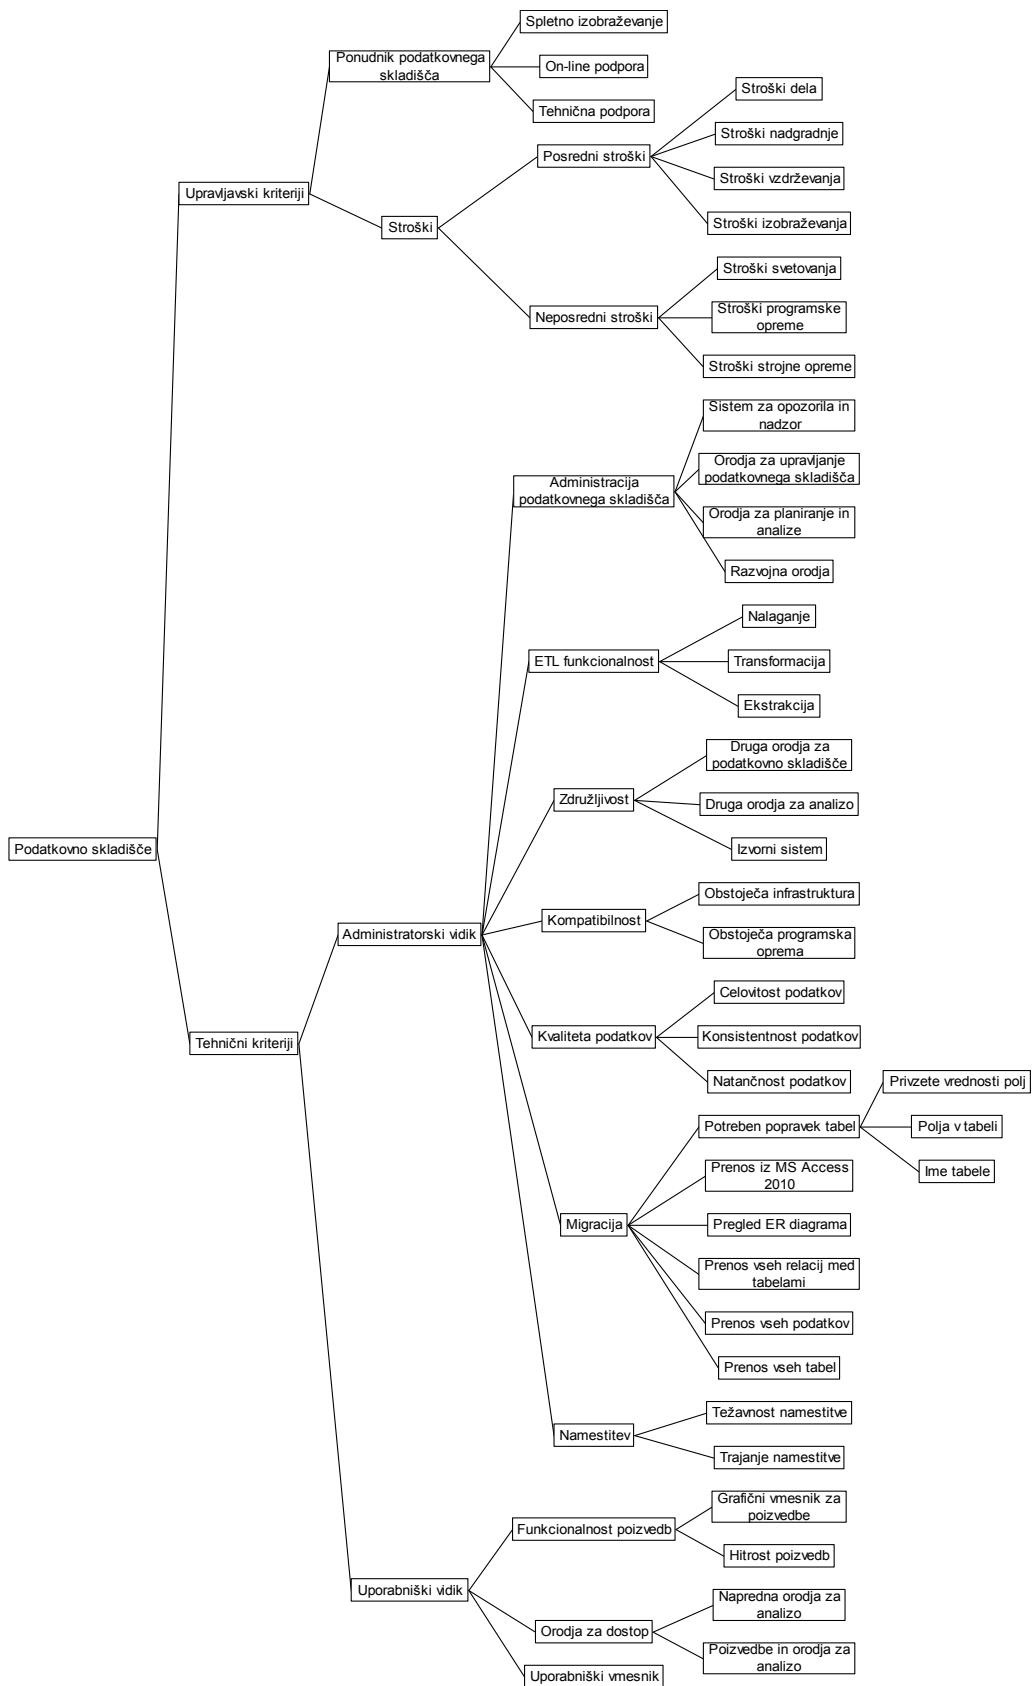 Spletno izobraževanje
Ponudnik podatkovnega
skladišča
On-line podpora
Tehnična podpora
Stroški dela
Stroški nadgradnje
Posredni stroški
Stroški vzdrževanja
Upravljavski kriteriji
Stroški izobraževanja
Stroški
Stroški svetovanja
Neposredni stroški
Stroški programske
opreme
Stroški strojne opreme
Sistem za opozorila in
nadzor
Orodja za upravljanje
podatkovnega skladišča
Administracija
podatkovnega skladišča
Orodja za planiranje in
analize
Razvojna orodja
Nalaganje
ETL funkcionalnost
Transformacija
Ekstrakcija
Druga orodja za
podatkovno skladišče
Združljivost
Druga orodja za analizo
Izvorni sistem
Podatkovno skladišče
Obstoječa infrastruktura
Kompatibilnost
Obstoječa programska
oprema
Administratorski vidik
Celovitost podatkov
Kvaliteta podatkov
Konsistentnost podatkov
Tehnični kriteriji
Natančnost podatkov
Privzete vrednosti polj
Potreben popravek tabel
Polja v tabeli
Ime tabele
Prenos iz MS Access
2010
Migracija
Pregled ER diagrama
Prenos vseh relacij med
tabelami
Prenos vseh podatkov
Prenos vseh tabel
Težavnost namestitve
Namestitev
Trajanje namestitve
Grafični vmesnik za
poizvedbe
Funkcionalnost poizvedb
Hitrost poizvedb
Uporabniški vidik
Napredna orodja za
analizo
Orodja za dostop
Poizvedbe in orodja za
analizo
Uporabniški vmesnik